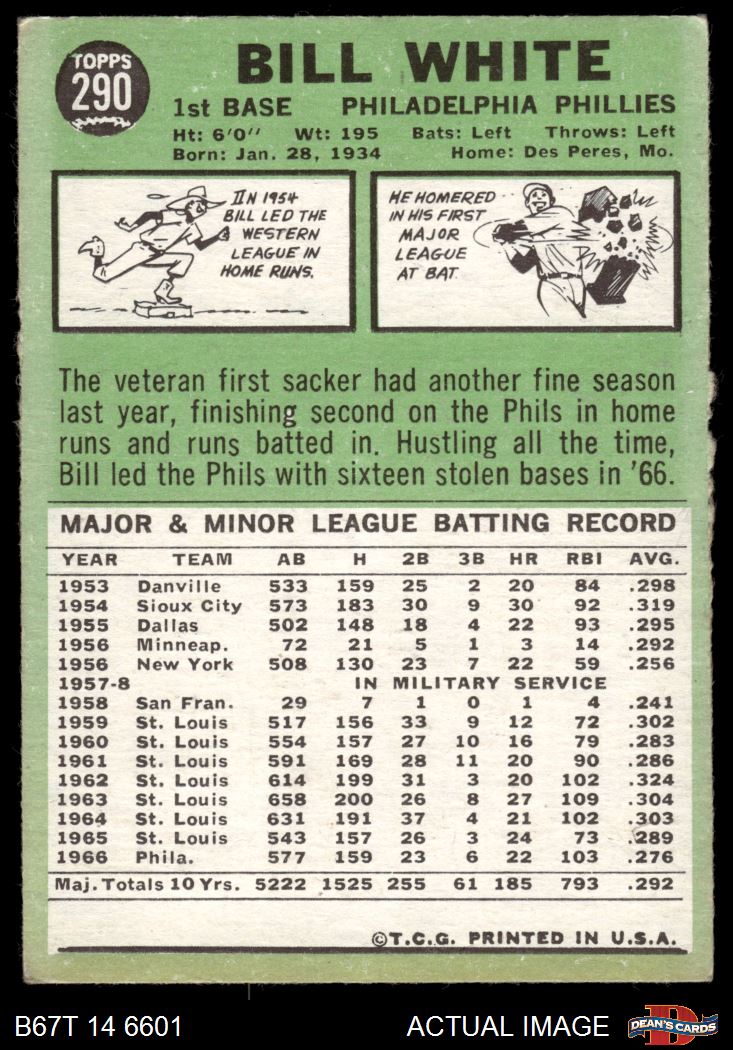 TOPPS
290
BILL WHITE
1st BASE PHILADELPHIA PHILLIES
Ht: 6'0" Wt: 195 Bats: Left Throws: Left
Born: Jan. 28, 1934 Home: Des Peres, Mo.
IN 1954
BILL LED THE
WESTERN
LEAGUE IN
HOME RUNS.
HE HOMERED
IN HIS FIRST
MAJOR
LEAGUE
AT BAT.
The veteran first sacker had another fine season
last year, finishing second on the Phils in home
runs and runs batted in. Hustling all the time,
Bill led the Phils with sixteen stolen bases in '66.
MAJOR & MINOR LEAGUE BATTING RECORD
YEAR TEAM AB H 2B 3B HR RBI AVG.
1953 Danville 533 159 25 2 20 84 .298
1954 Sioux City 573 183 30 9 30 92 .319
1955 Dallas 502 148 18 4 22 93 .295
1956 Minneap. 72 21 5 1 3 14 .292
1956 New York 508 130 23 7 22 59 .256
1957-8 IN MILITARY SERVICE
1958 San Fran. 29 7 1 0 1 4 .241
1959 St. Louis 517 156 33 9 12 72 .302
1960 St. Louis 554 157 27 10 16 79 .283
1961 St. Louis 591 169 28 11 20 90 .286
1962 St. Louis 614 199 31 3 20 102 .324
1963 St. Louis 658 200 26 8 27 109 .304
1964 St. Louis 631 191 37 4 21 102 .303
1965 St. Louis 543 157 26 3 24 73 .289
1966 Phila. 577 159 23 6 22 103 .276
Maj. Totals 10 Yrs. 5222 1525 255 61 185 793 .292
©T.C.G. PRINTED IN U.S.A.
B67T 14 6601 ACTUAL IMAGE
D
DEAN'S CARDS